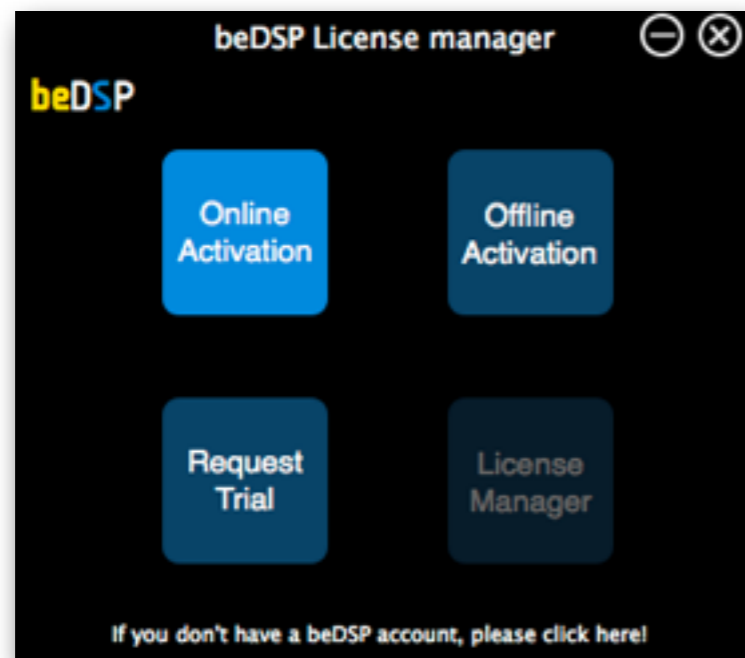 beDSP License manager
beDSP
Online
Activation
Offline
Activation
Request
Trial
License
Manager
If you don't have a beDSP account, please click here!